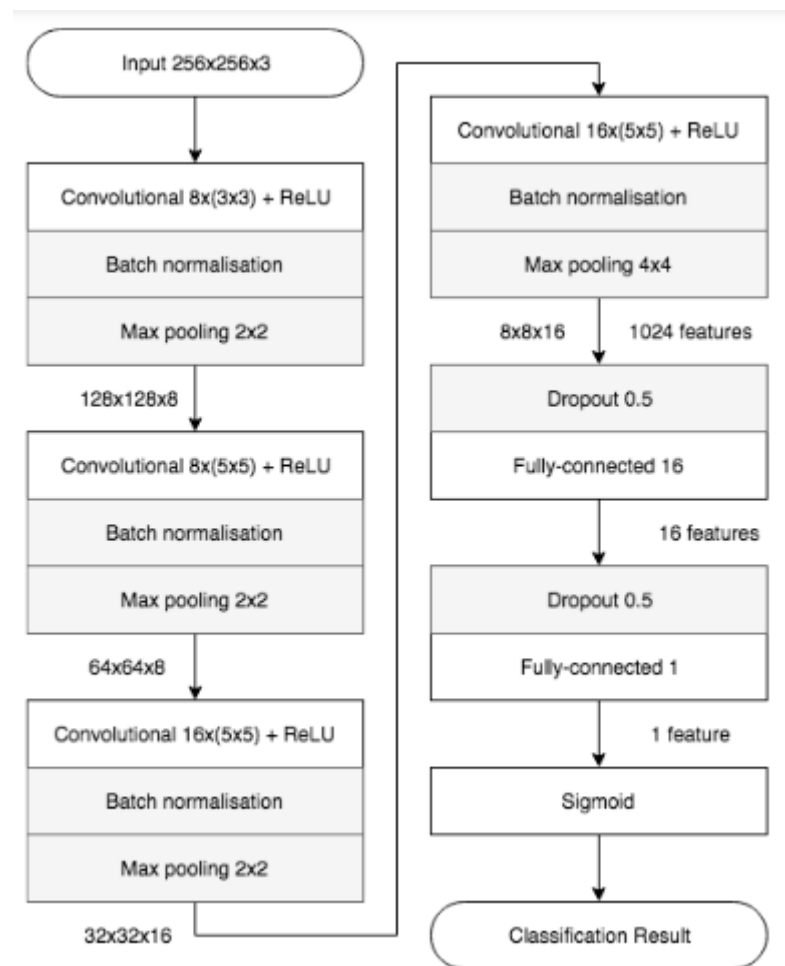 Input 256x256x3
Convolutional 8x(3x3) + ReLU
Batch normalisation
Max pooling 2x2
128x128x8
Convolutional 8x(5x5) + ReLU
Batch normalisation
Max pooling 2x2
64x64x8
Convolutional 16x(5x5) + ReLU
Batch normalisation
Max pooling 2x2
32x32x16
Convolutional 16x(5x5) + ReLU
Batch normalisation
Max pooling 4x4
8x8x16 1024 features
Dropout 0.5
Fully-connected 16
16 features
Dropout 0.5
Fully-connected 1
1 feature
Sigmoid
Classification Result